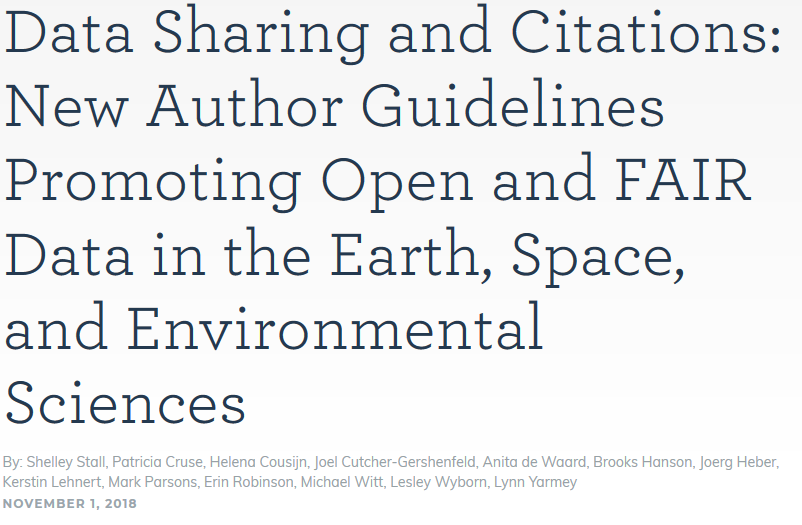 Data Sharing and Citations:
New Author Guidelines
Promoting Open and FAIR
Data in the Earth, Space,
and Environmental
Sciences
By: Shelley Stall, Patricia Cruse, Helena Cousijn, Joel Cutcher-Gershenfeld, Anita de Waard, Brooks Hanson, Joerg Heber,
Kerstin Lehnert, Mark Parsons, Erin Robinson, Michael Witt, Lesley Wyborn, Lynn Yarmey
NOVEMBER 1, 2018